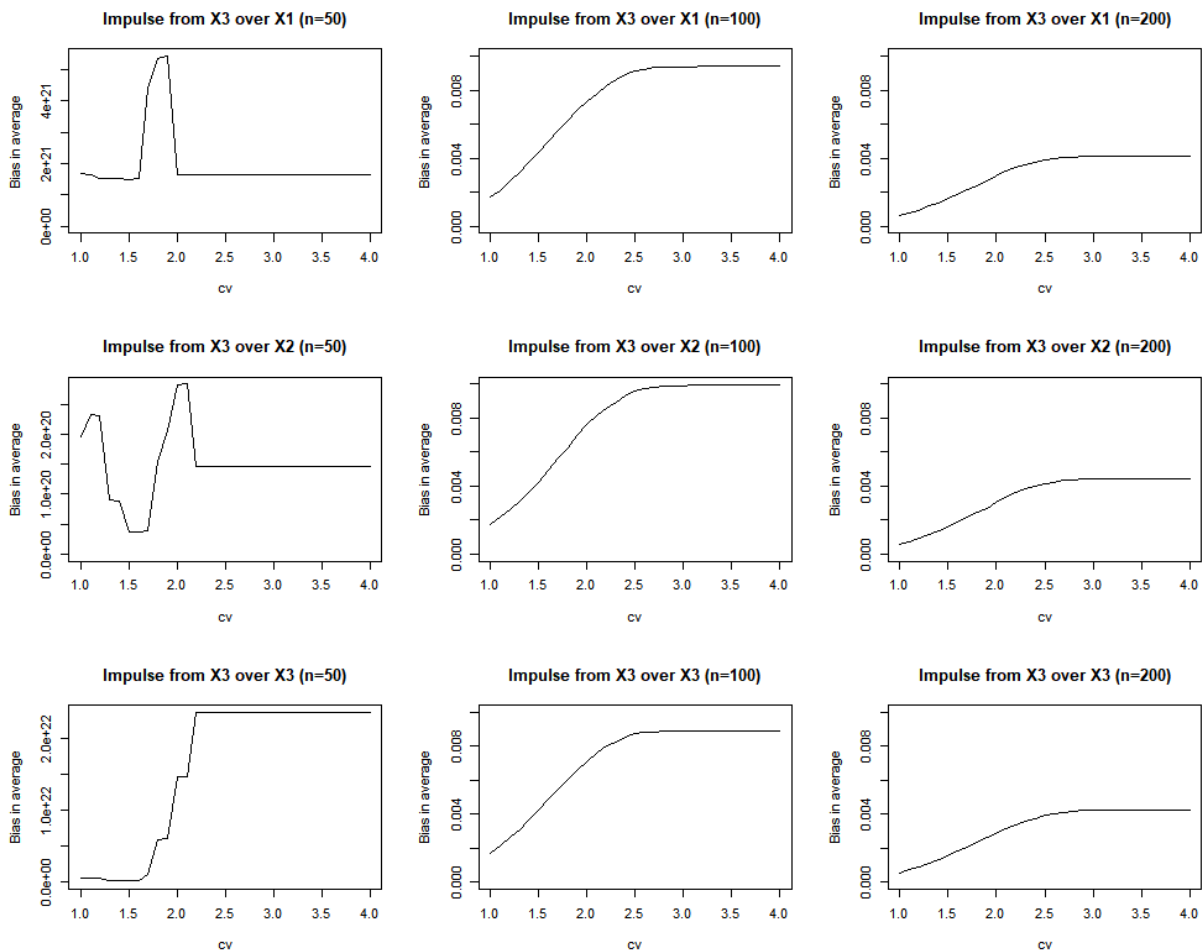 Impulse from X3 over X1 (n=50)
Bias in average
0e+00 2e+21 4e+21
1.0 1.5 2.0 2.5 3.0 3.5 4.0
cv
Impulse from X3 over X1 (n=100)
Bias in average
0.000 0.004 0.008
1.0 1.5 2.0 2.5 3.0 3.5 4.0
cv
Impulse from X3 over X1 (n=200)
Bias in average
0.000 0.004 0.008
1.0 1.5 2.0 2.5 3.0 3.5 4.0
cv
Impulse from X3 over X2 (n=50)
Bias in average
0.0e+00 1.0e+20 2.0e+20
1.0 1.5 2.0 2.5 3.0 3.5 4.0
cv
Impulse from X3 over X2 (n=100)
Bias in average
0.000 0.004 0.008
1.0 1.5 2.0 2.5 3.0 3.5 4.0
cv
Impulse from X3 over X2 (n=200)
Bias in average
0.000 0.004 0.008
1.0 1.5 2.0 2.5 3.0 3.5 4.0
cv
Impulse from X3 over X3 (n=50)
Bias in average
0.0e+00 1.0e+22 2.0e+22
1.0 1.5 2.0 2.5 3.0 3.5 4.0
cv
Impulse from X3 over X3 (n=100)
Bias in average
0.000 0.004 0.008
1.0 1.5 2.0 2.5 3.0 3.5 4.0
cv
Impulse from X3 over X3 (n=200)
Bias in average
0.000 0.004 0.008
1.0 1.5 2.0 2.5 3.0 3.5 4.0
cv